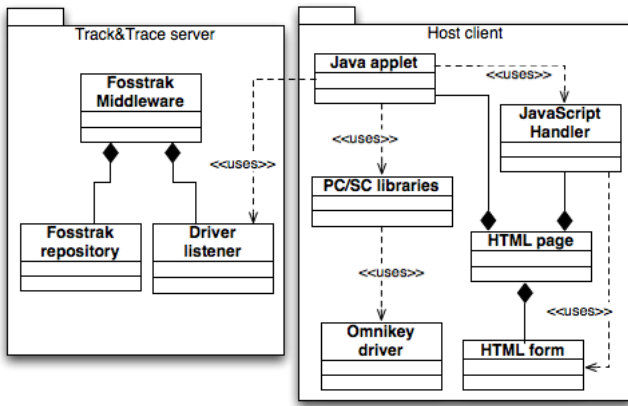 Track&Trace server
Fosstrak
Middleware
<<uses>>
Fosstrak
repository
Driver
listener
Host client
Java applet
<<uses>>
JavaScript
Handler
<<uses>>
PC/SC libraries
HTML page
<<uses>>
<<uses>>
Omnikey
driver
HTML form